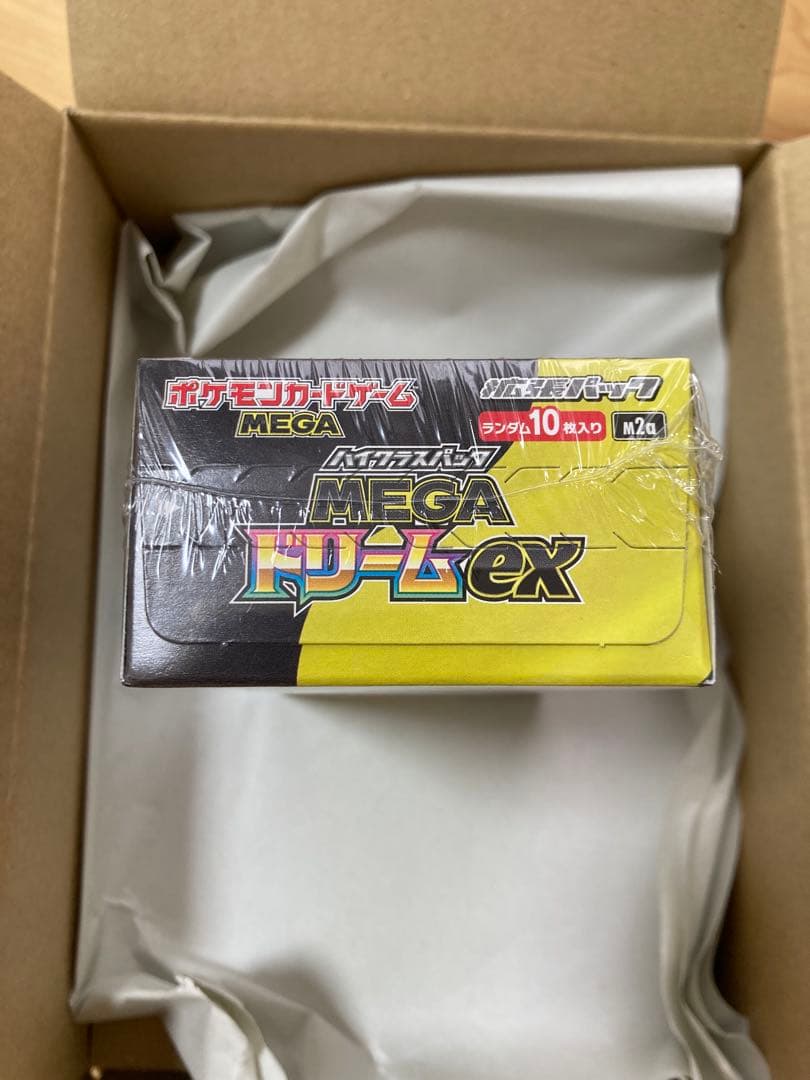 ポケモンカードゲーム
MEGA
拡張パック
ランダム10枚入り
M2a
ハイクラスパック
MEGA
ドリームex